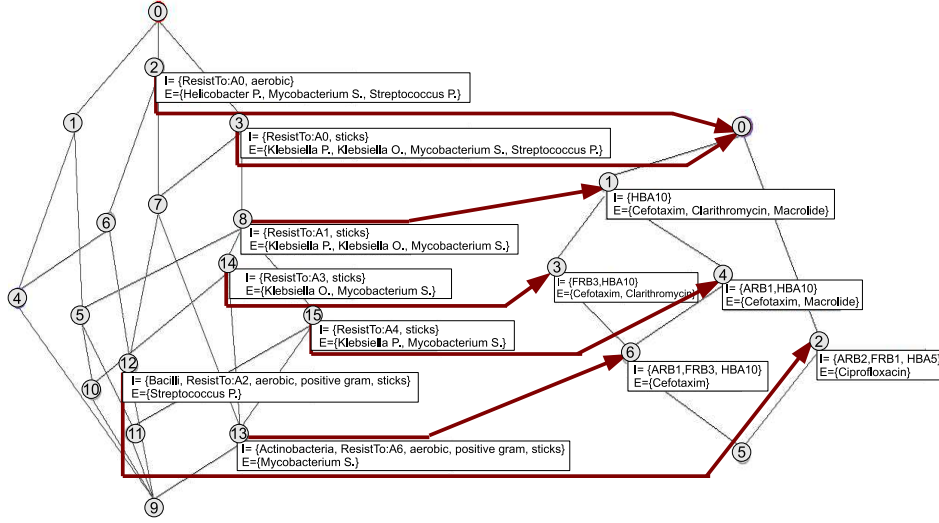 0
2
I= {ResistTo:A0, aerobic}
E={Helicobacter P., Mycobacterium S., Streptococcus P.}
1
3
I= {ResistTo:A0, sticks}
E={Klebsiella P., Klebsiella O., Mycobacterium S., Streptococcus P.}
0
1
I= {HBA10}
E={Cefotaxim, Clarithromycin, Macrolide}
7
6
8
I= {ResistTo:A1, sticks}
E={Klebsiella P., Klebsiella O., Mycobacterium S.}
14
I= {ResistTo:A3, sticks}
E={Klebsiella O., Mycobacterium S.}
3
I= {FRB3,HBA10}
E={Cefotaxim, Clarithromycin}
4
I= {ARB1,HBA10}
E={Cefotaxim, Macrolide}
4
5
15
I= {ResistTo:A4, sticks}
E={Klebsiella P., Mycobacterium S.}
2
I= {ARB2,FRB1, HBA5}
E={Ciprofloxacin}
6
I= {ARB1,FRB3, HBA10}
E={Cefotaxim}
12
I= {Bacilli, ResistTo:A2, aerobic, positive gram, sticks}
E={Streptococcus P.}
10
11
13
I= {Actinobacteria, ResistTo:A6, aerobic, positive gram, sticks}
E={Mycobacterium S.}
5
9